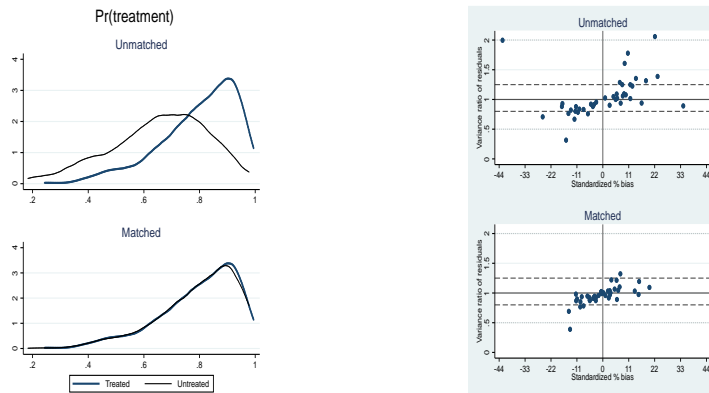 Pr(treatment)
Unmatched
4
3
2
1
0
.2 .4 .6 .8 1
Matched
4
3
2
1
0
.2 .4 .6 .8 1
Treated Untreated
Unmatched
Variance ratio of residuals
2
1.5
1
.5
0
-44 -33 -22 -11 0 11 22 33 44
Standardized % bias
Matched
Variance ratio of residuals
2
1.5
1
.5
0
-44 -33 -22 -11 0 11 22 33 44
Standardized % bias